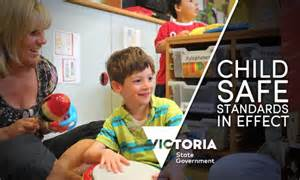 CHILD
SAFE
STANDARDS
IN EFFECT
VICTORIA
State
Government